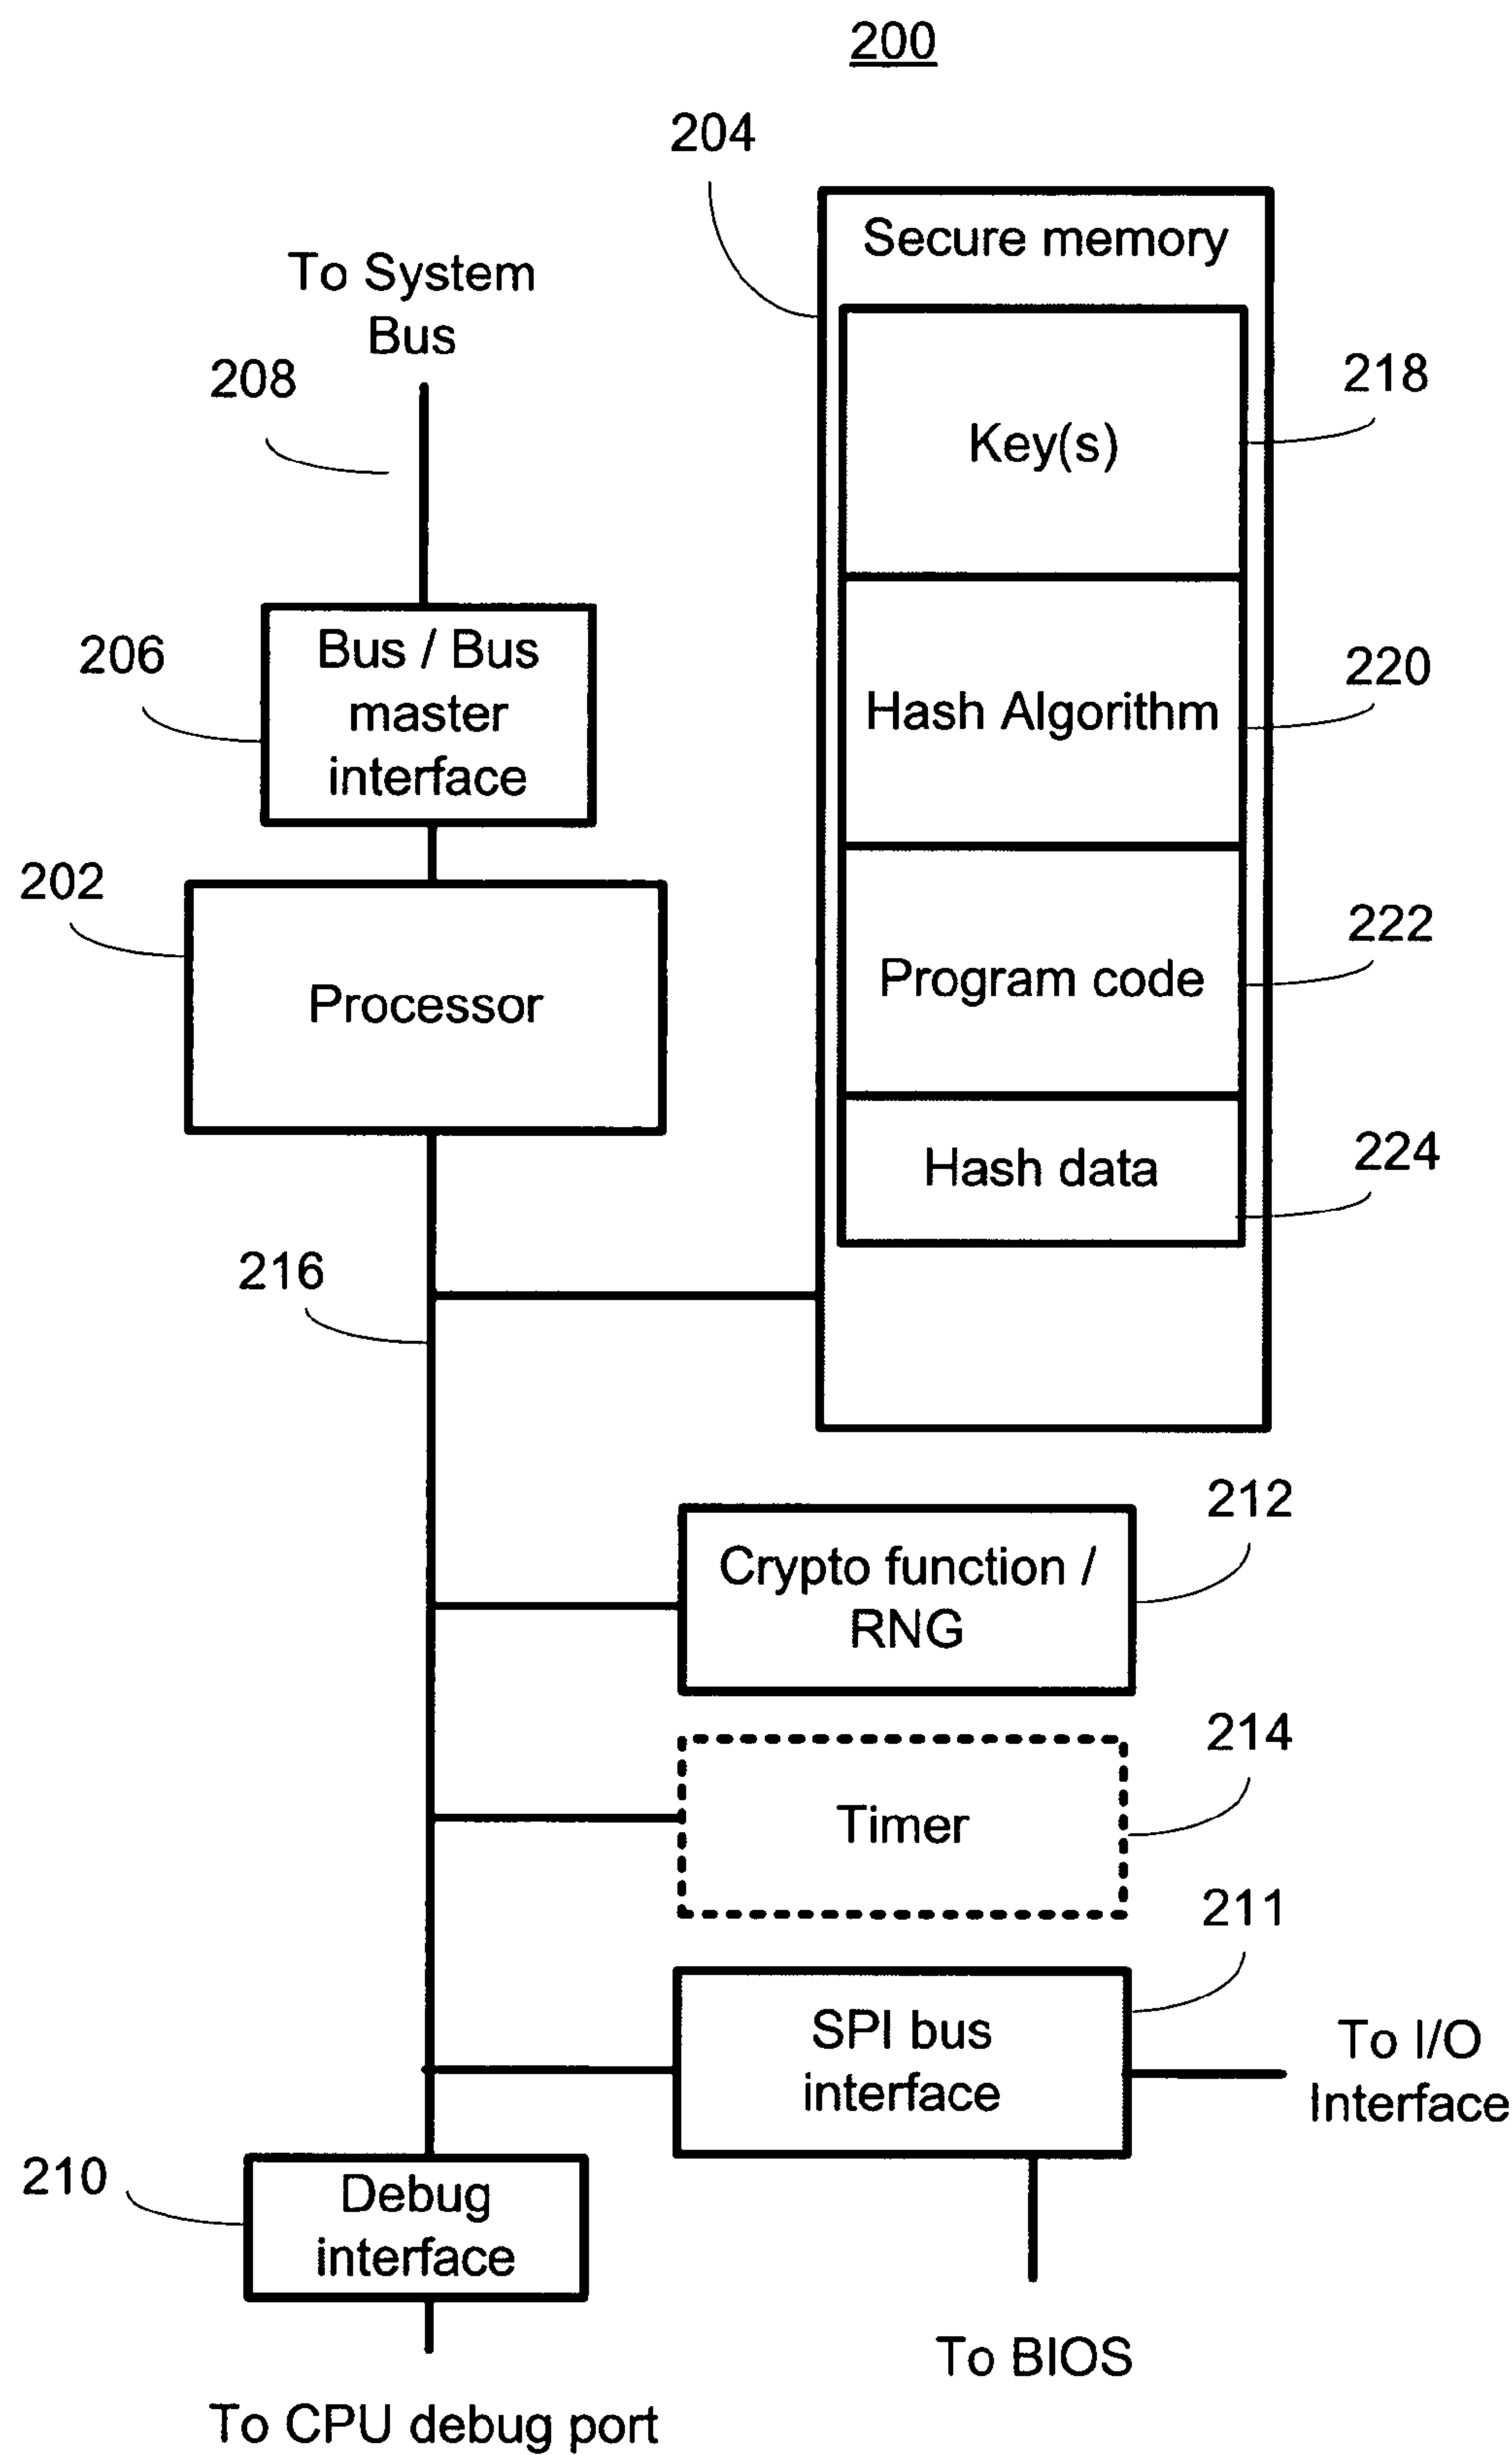 200
204
Secure memory
To System
Bus
208
218
Key(s)
206
Bus / Bus
master
interface
220
Hash Algorithm
202
Processor
222
Program code
224
Hash data
216
212
Crypto function /
RNG
214
Timer
211
SPI bus
interface
To I/O
Interface
210
Debug
interface
To BIOS
To CPU debug port